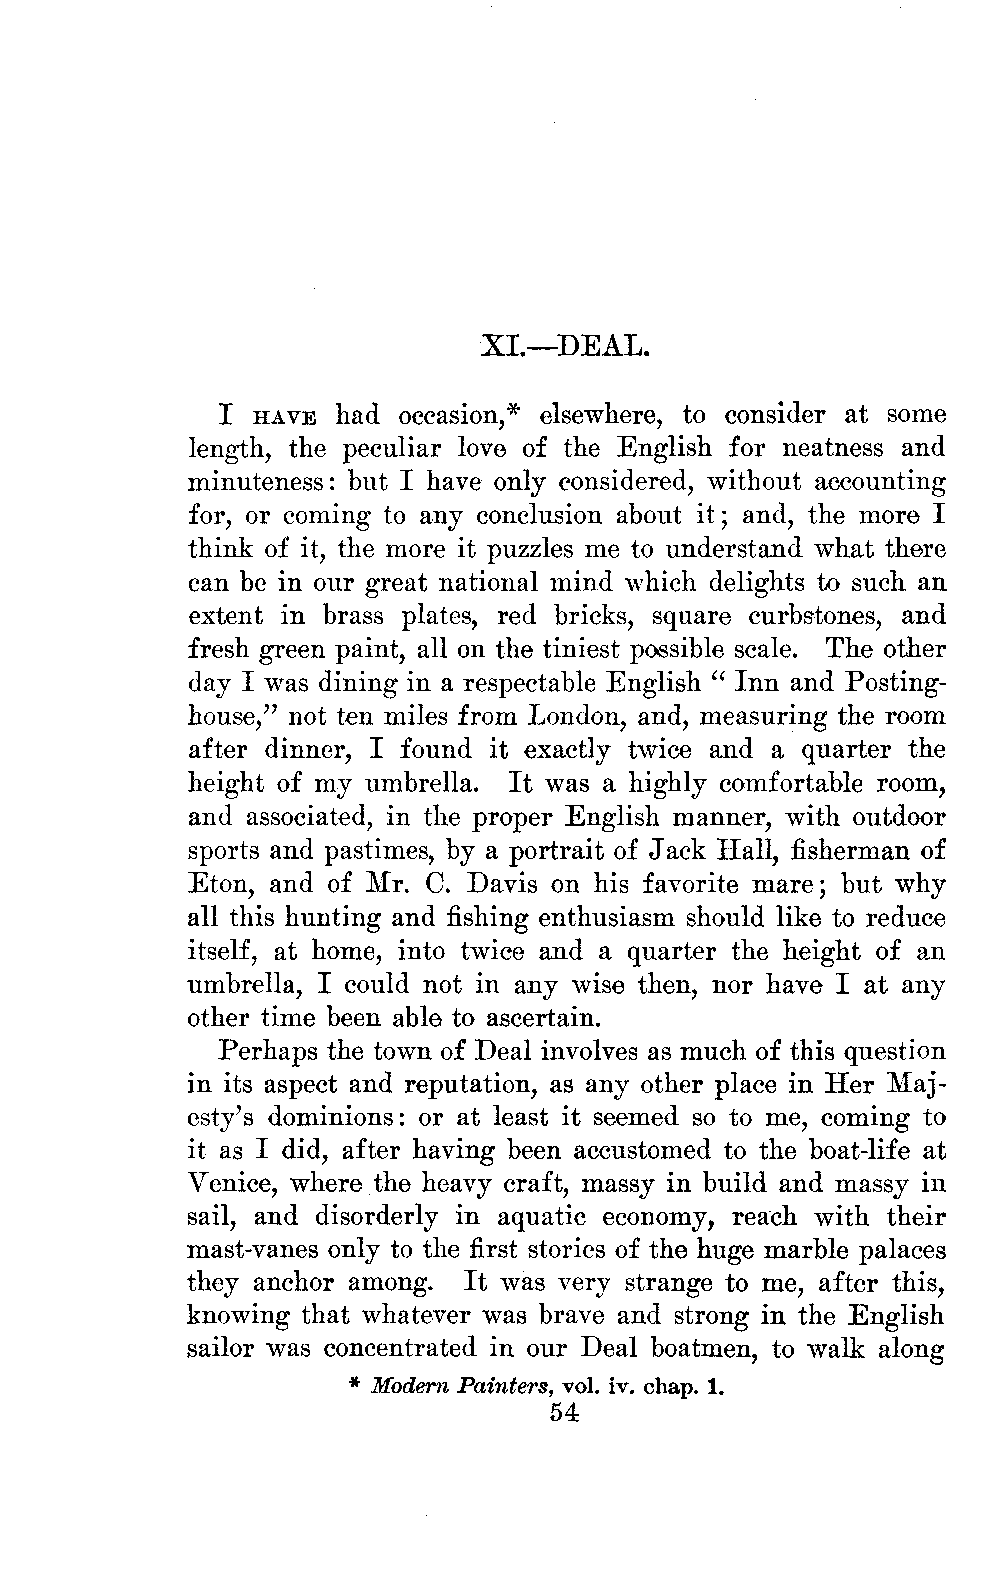 XI.—DEAL.
I HAVE had occasion,* elsewhere, to consider at some
length, the peculiar love of the English for neatness and
minuteness: but I have only considered, without accounting
for, or coming to any conclusion about it; and, the more I
think of it, the more it puzzles me to understand what there
can be in our great national mind which delights to such an
extent in brass plates, red bricks, square curbstones, and
fresh green paint, all on the tiniest possible scale. The other
day I was dining in a respectable English “ Inn and Posting-
house,” not ten miles from London, and, measuring the room
after dinner, I found it exactly twice and a quarter the
height of my umbrella. It was a highly comfortable room,
and associated, in the proper English manner, with outdoor
sports and pastimes, by a portrait of Jack Hall, fisherman of
Eton, and of Mr. C. Davis on his favorite mare; but why
all this hunting and fishing enthusiasm should like to reduce
itself, at home, into twice and a quarter the height of an
umbrella, I could not in any wise then, nor have I at any
other time been able to ascertain.
Perhaps the town of Deal involves as much of this question
in its aspect and reputation, as any other place in Her Maj-
esty's dominions: or at least it seemed so to me, coming to
it as I did, after having been accustomed to the boat-life at
Venice, where the heavy craft, massy in build and massy in
sail, and disorderly in aquatic economy, reach with their
mast-vanes only to the first stories of the huge marble palaces
they anchor among. It was very strange to me, after this,
knowing that whatever was brave and strong in the English
sailor was concentrated in our Deal boatmen, to walk along
* Modern Painters, vol. iv. chap. 1.
54